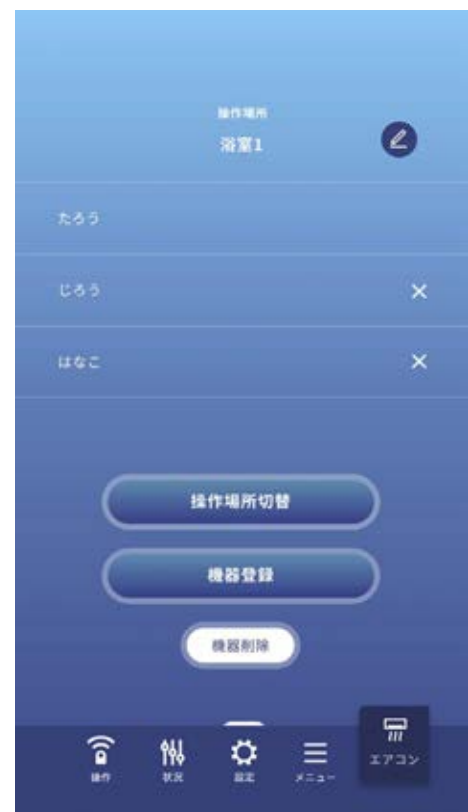 操作場所
浴室1
たろう
じろう
はなこ
操作場所切替
機器登録
機器削除
操作
状況
設定
メニュー
エアコン